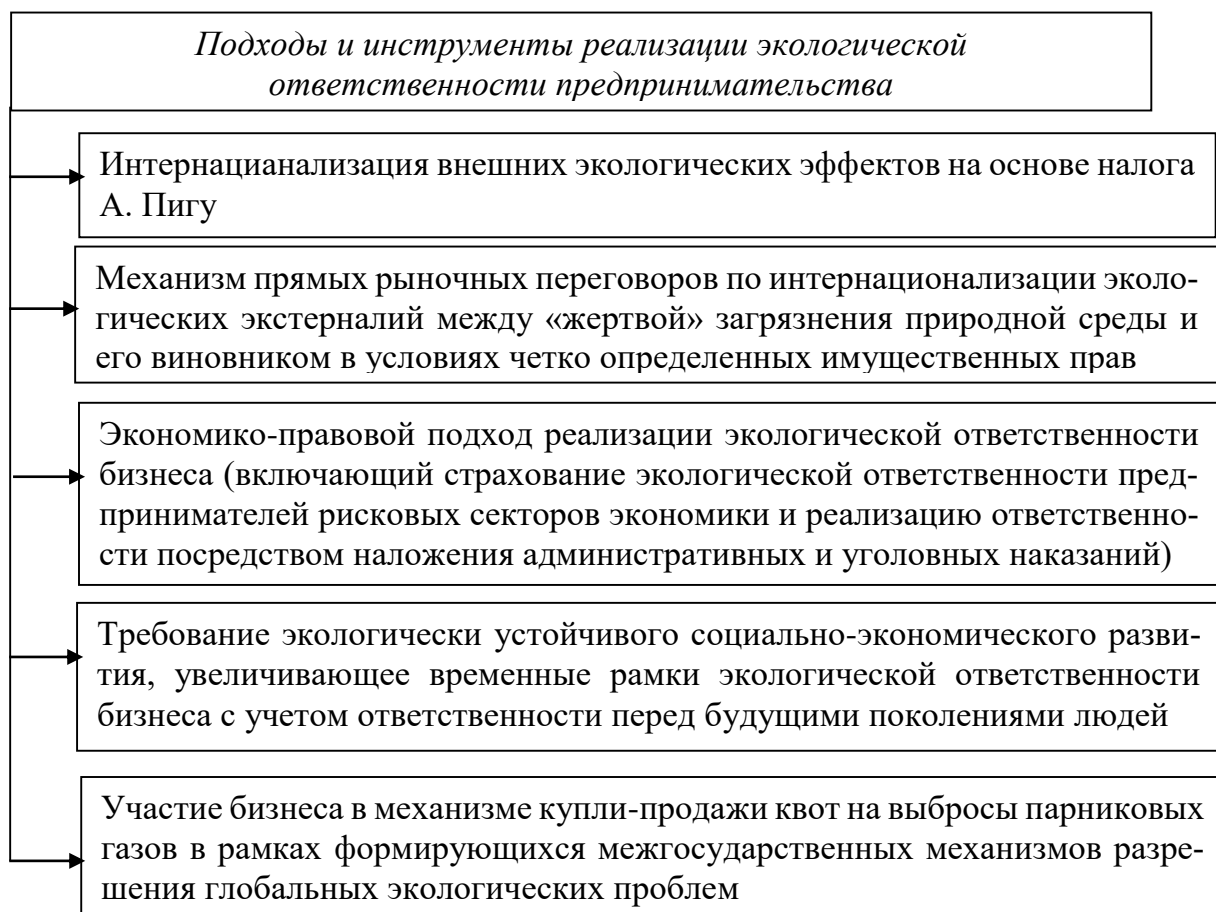 Подходы и инструменты реализации экологической
ответственности предпринимательства
Интернацианализация внешних экологических эффектов на основе налога
А. Пигу
Механизм прямых рыночных переговоров по интернационализации эколо-
гических экстерналий между «жертвой» загрязнения природной среды и
его виновником в условиях четко определенных имущественных прав
Экономико-правовой подход реализации экологической ответственности
бизнеса (включающий страхование экологической ответственности пред-
принимателей рисковых секторов экономики и реализацию ответственно-
сти посредством наложения административных и уголовных наказаний)
Требование экологически устойчивого социально-экономического разви-
тия, увеличивающее временные рамки экологической ответственности
бизнеса с учетом ответственности перед будущими поколениями людей
Участие бизнеса в механизме купли-продажи квот на выбросы парниковых
газов в рамках формирующихся межгосударственных механизмов разре-
шения глобальных экологических проблем